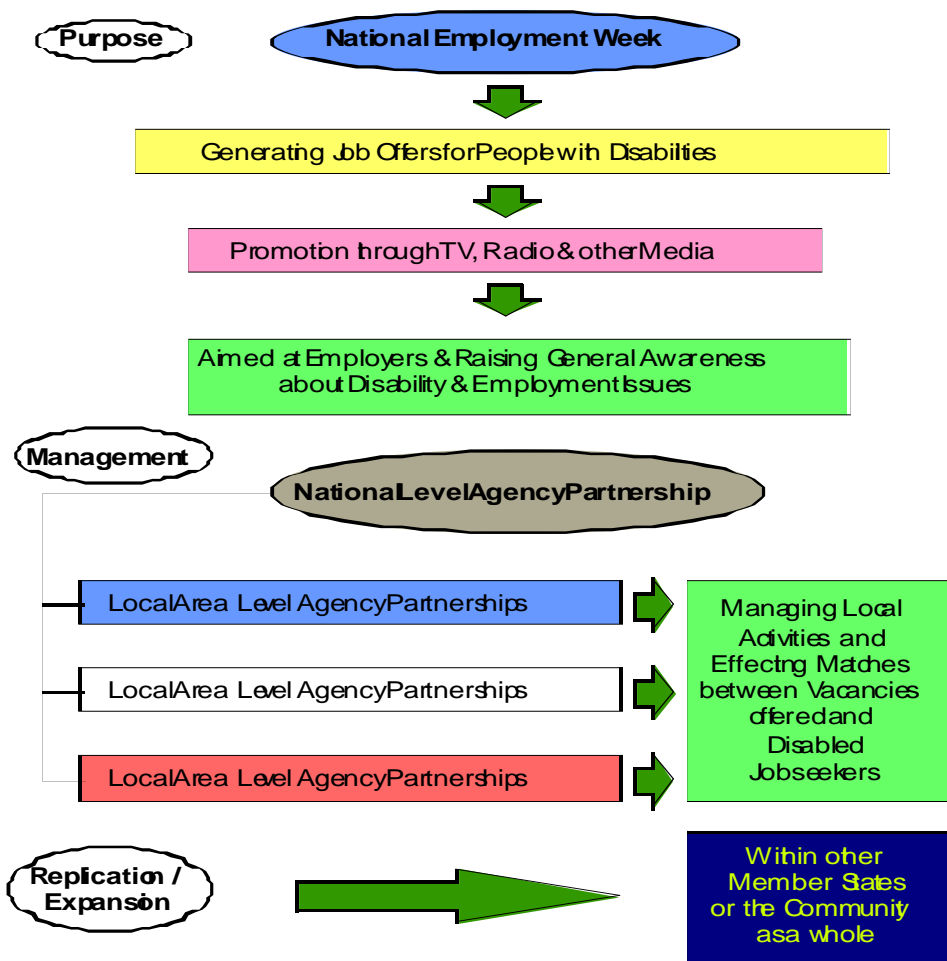 Purpose
National Employment Week
Generating Job Offers for People with Disabilities
Promotion through TV, Radio & other Media
Aimed at Employers & Raising General Awareness
about Disability & Employment Issues
Management
National Level Agency Partnership
Local Area Level Agency Partnerships
Local Area Level Agency Partnerships
Local Area Level Agency Partnerships
Managing Local
Activities and
Effecting Matches
between Vacancies
offered and
Disabled
Jobseekers
Replication /
Expansion
Within other
Member States
or the Community
as a whole